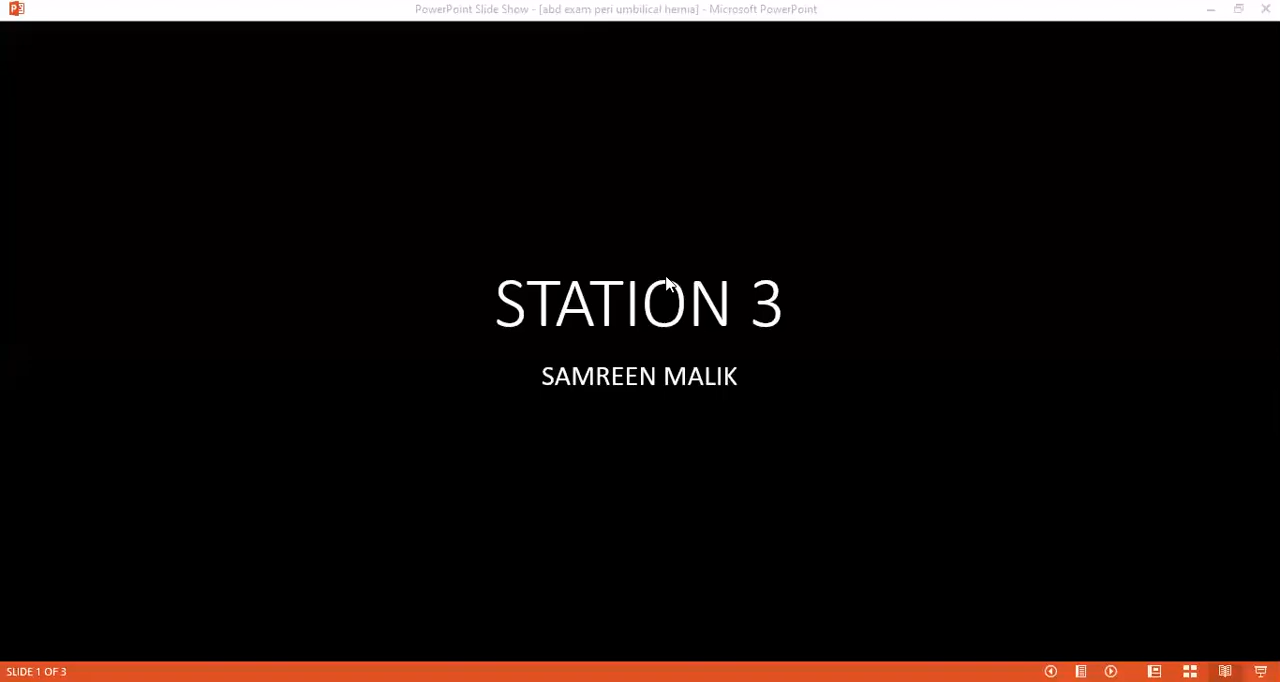 PowerPoint Slide Show - [abd exam peri umbilical hernia] - Microsoft PowerPoint
STATION 3
SAMREEN MALIK
SLIDE 1 OF 3